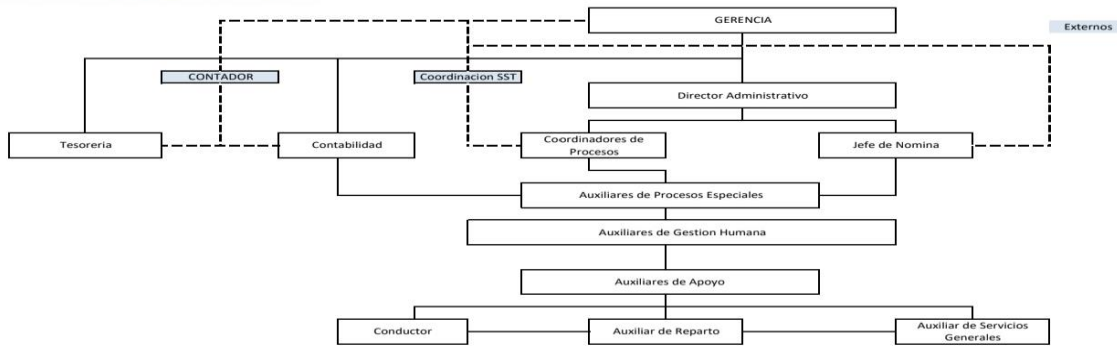 GERENCIA
Externos
CONTADOR
Coordinacion SST
Director Administrativo
Tesoreria
Contabilidad
Coordinadores de
Procesos
Jefe de Nomina
Auxiliares de Procesos Especiales
Auxiliares de Gestion Humana
Auxiliares de Apoyo
Conductor
Auxiliar de Reparto
Auxiliar de Servicios
Generales